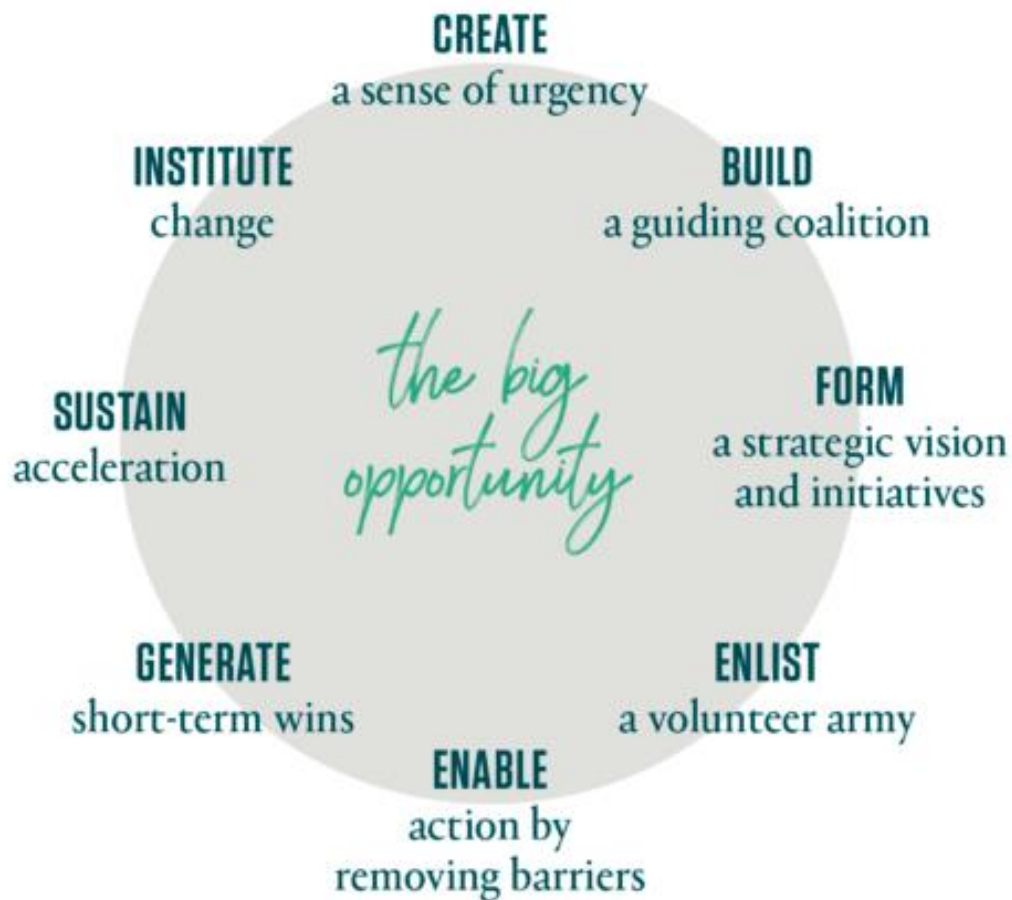 CREATE
a sense of urgency
BUILD
a guiding coalition
FORM
a strategic vision
and initiatives
ENLIST
a volunteer army
ENABLE
action by
removing barriers
GENERATE
short-term wins
SUSTAIN
acceleration
INSTITUTE
change
the big
opportunity